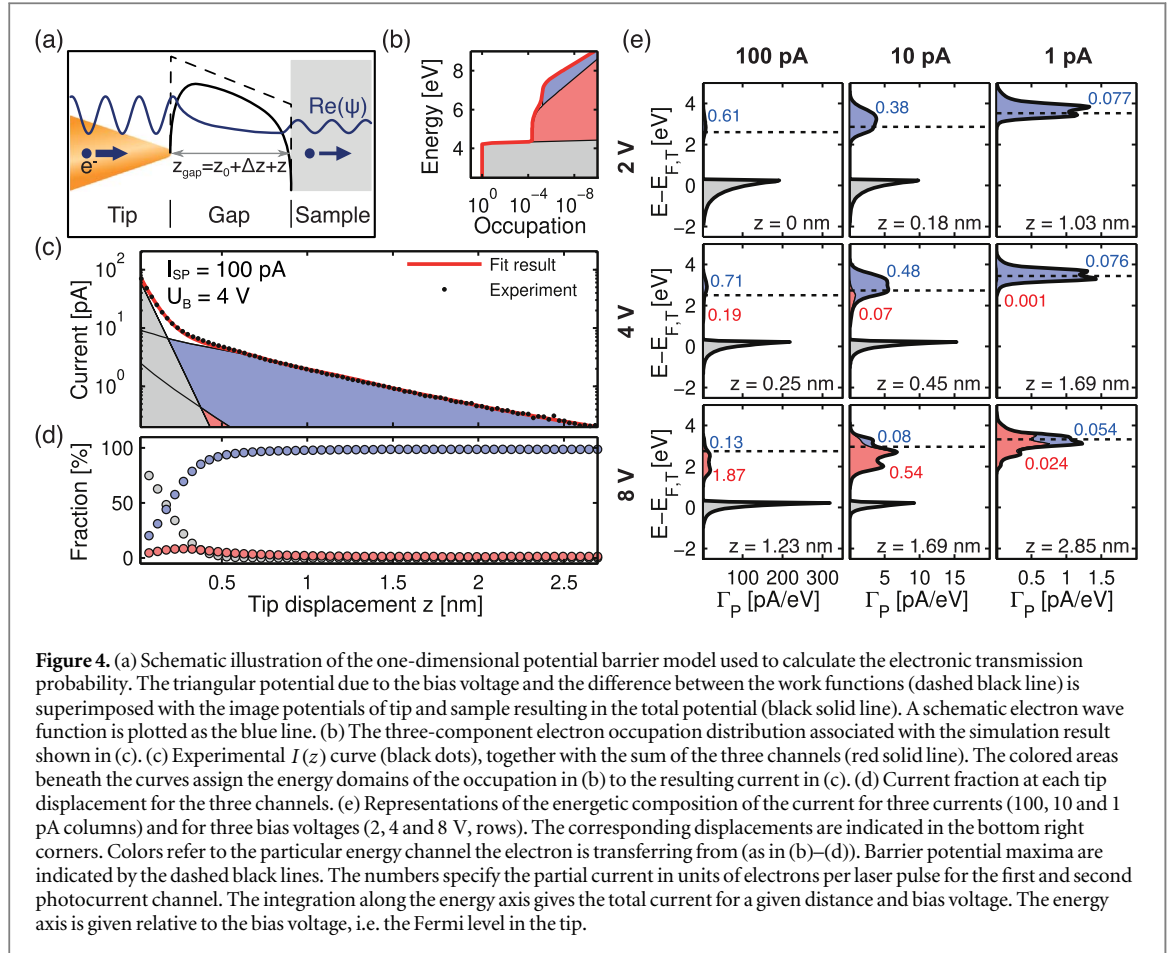 (a)
Re(ψ)
e⁻
z_gap=z₀+Δz+z
Tip | Gap | Sample
(b)
Energy [eV]
8
6
4
10⁰ 10⁻⁴ 10⁻⁸
Occupation
(c)
I_SP = 100 pA
U_B = 4 V
Fit result
Experiment
Current [pA]
10²
10¹
10⁰
(d)
Fraction [%]
100
50
0
0.5 1 1.5 2 2.5
Tip displacement z [nm]
(e)
100 pA 10 pA 1 pA
2 V
E−E_F,T [eV]
4
2
0
−2
0.61
z = 0 nm
0.38
z = 0.18 nm
0.077
z = 1.03 nm
4 V
E−E_F,T [eV]
4
2
0
−2
0.71
0.19
z = 0.25 nm
0.48
0.07
z = 0.45 nm
0.076
0.001
z = 1.69 nm
8 V
E−E_F,T [eV]
4
2
0
−2
0.13
1.87
z = 1.23 nm
0.08
0.54
z = 1.69 nm
0.054
0.024
z = 2.85 nm
100 200 300
5 10 15
0.5 1 1.5
Γ_P [pA/eV] Γ_P [pA/eV] Γ_P [pA/eV]
Figure 4. (a) Schematic illustration of the one-dimensional potential barrier model used to calculate the electronic transmission
probability. The triangular potential due to the bias voltage and the difference between the work functions (dashed black line) is
superimposed with the image potentials of tip and sample resulting in the total potential (black solid line). A schematic electron wave
function is plotted as the blue line. (b) The three-component electron occupation distribution associated with the simulation result
shown in (c). (c) Experimental I(z) curve (black dots), together with the sum of the three channels (red solid line). The colored areas
beneath the curves assign the energy domains of the occupation in (b) to the resulting current in (c). (d) Current fraction at each tip
displacement for the three channels. (e) Representations of the energetic composition of the current for three currents (100, 10 and 1
pA columns) and for three bias voltages (2, 4 and 8 V, rows). The corresponding displacements are indicated in the bottom right
corners. Colors refer to the particular energy channel the electron is transferring from (as in (b)–(d)). Barrier potential maxima are
indicated by the dashed black lines. The numbers specify the partial current in units of electrons per laser pulse for the first and second
photocurrent channel. The integration along the energy axis gives the total current for a given distance and bias voltage. The energy
axis is given relative to the bias voltage, i.e. the Fermi level in the tip.